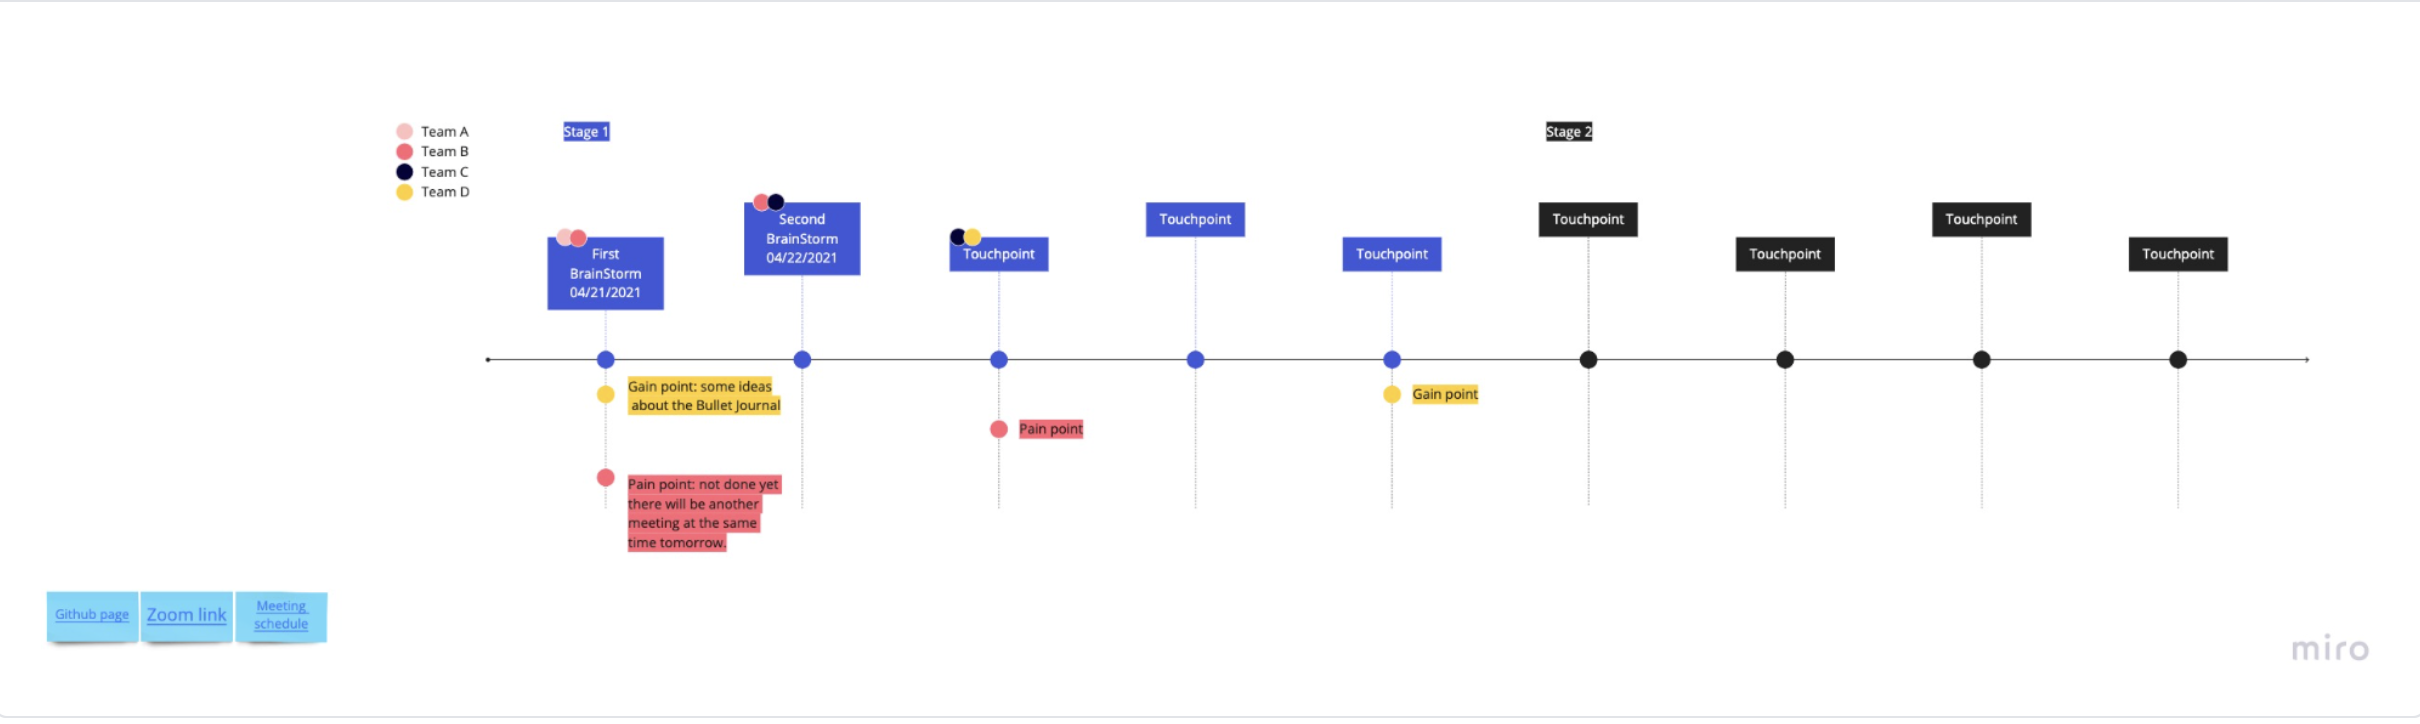 Team A
Team B
Team C
Team D
Stage 1
Stage 2
First
BrainStorm
04/21/2021
Second
BrainStorm
04/22/2021
Touchpoint
Touchpoint
Touchpoint
Touchpoint
Touchpoint
Touchpoint
Touchpoint
Gain point: some ideas
about the Bullet Journal
Pain point: not done yet
there will be another
meeting at the same
time tomorrow.
Pain point
Gain point
Github page
Zoom link
Meeting
schedule
miro